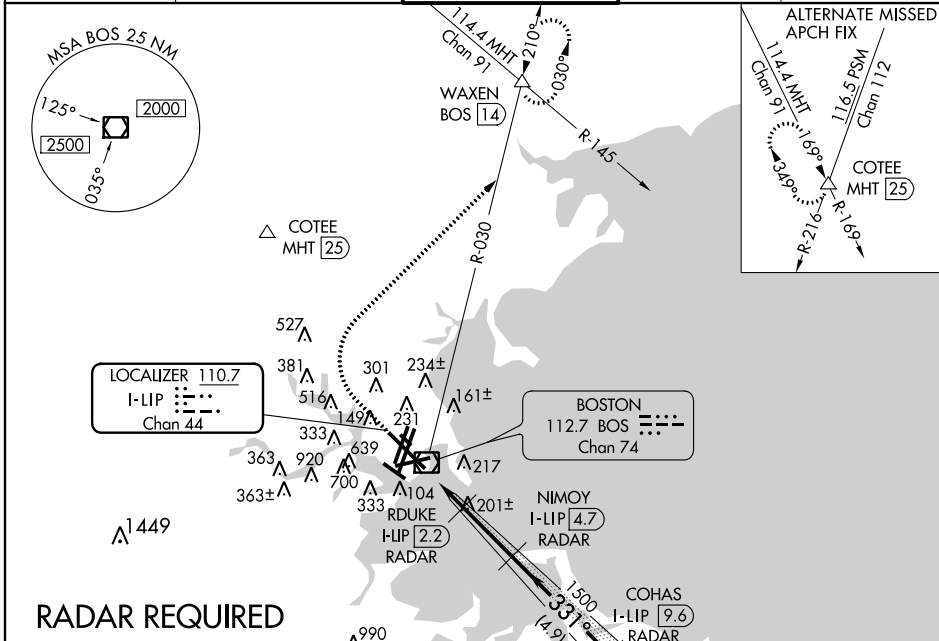 MSA BOS 25 NM
125°
2000
2500
035°
114.4 MHT
Chan 91
210°
030°
WAXEN
BOS 14
R-145
R-030
ALTERNATE MISSED
APCH FIX
114.4 MHT
Chan 91
116.5 PSM
Chan 112
169°
349°
COTEE
MHT 25
R-216
R-169
COTEE
MHT 25
527
381
301
234±
516
149
231
161±
LOCALIZER 110.7
I-LIP
Chan 44
BOSTON
112.7 BOS
Chan 74
333
639
363
920
700
217
363±
333
104
201±
1449
RDUKE
I-LIP 2.2
RADAR
NIMOY
I-LIP 4.7
RADAR
1500
331°
(4.9)
COHAS
I-LIP 9.6
RADAR
RADAR REQUIRED
990